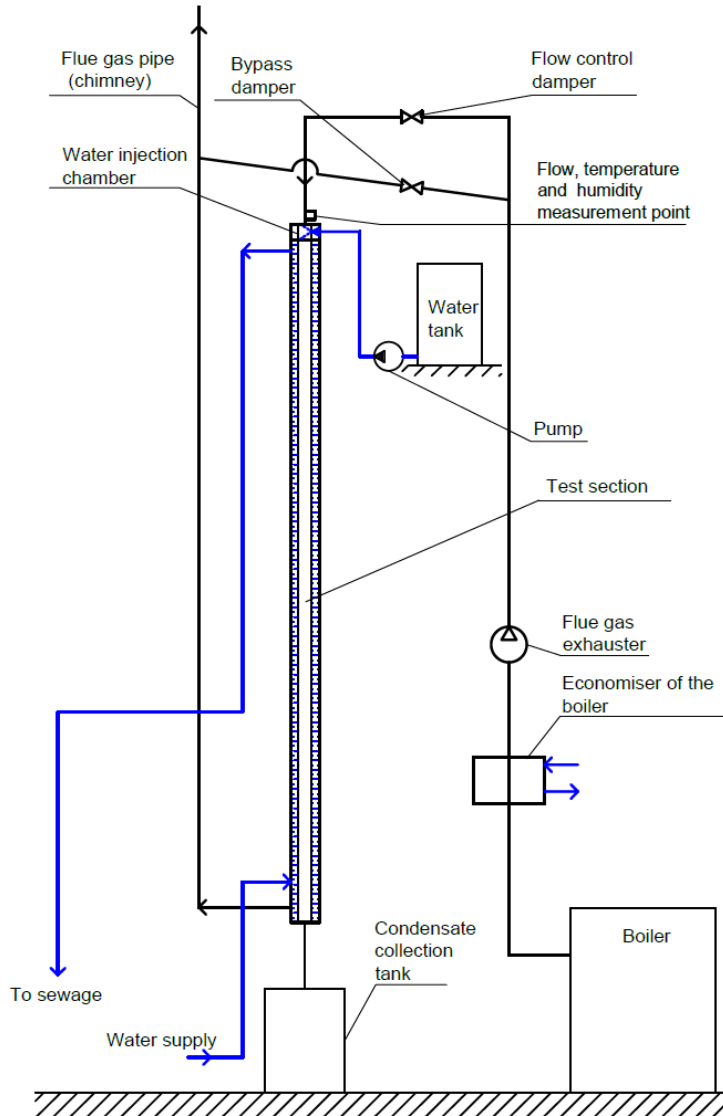 Flue gas pipe
(chimney)
Bypass
damper
Flow control
damper
Water injection
chamber
Flow, temperature
and humidity
measurement point
Water
tank
Pump
Test section
Flue gas
exhauster
Economiser of the
boiler
Condensate
collection
tank
Boiler
To sewage
Water supply